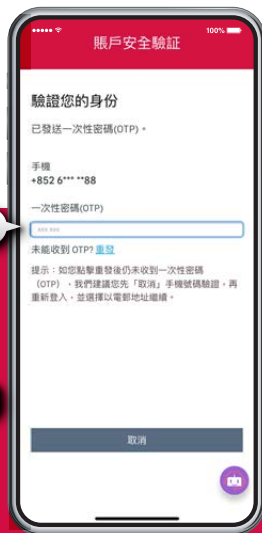 100%
賬戶安全驗証
驗證您的身份
已發送一次性密碼(OTP)。
手機
+852 6*** **88
一次性密碼(OTP)
### ###
未能收到 OTP? 重發
提示：如您點擊重發後仍未收到一次性密碼
（OTP），我們建議您先「取消」手機號碼驗證，再
重新登入，並選擇以電郵地址繼續。
取消